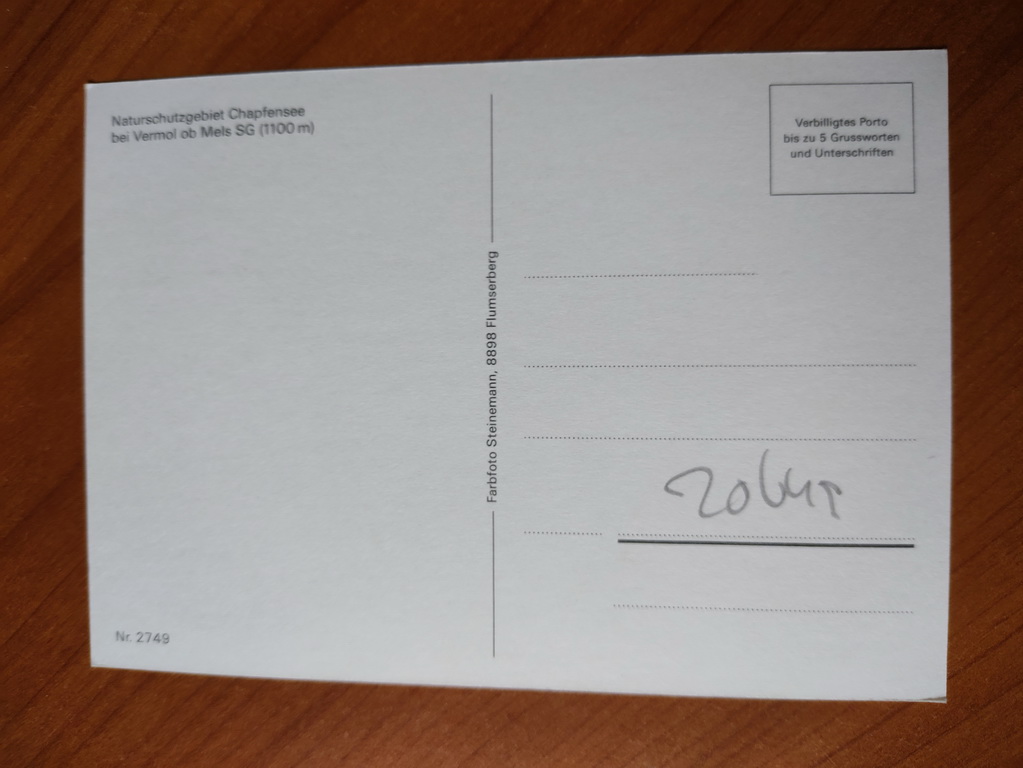 Naturschutzgebiet Chapfensee
bei Vermol ob Mels SG (1100 m)
Verbilligtes Porto
bis zu 5 Grussworten
und Unterschriften
Farbfoto Steinemann, 8898 Flumserberg
Nr. 2749